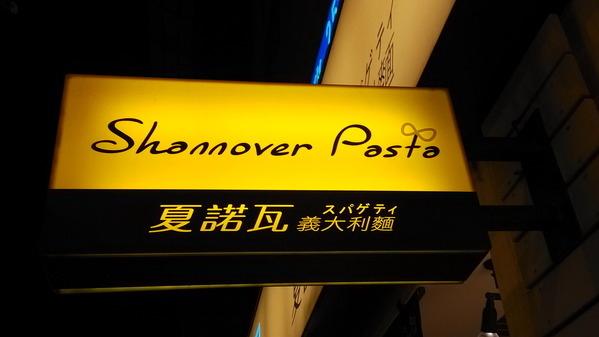 Shannover Pasta
スパゲティ
夏諾瓦 義大利麵